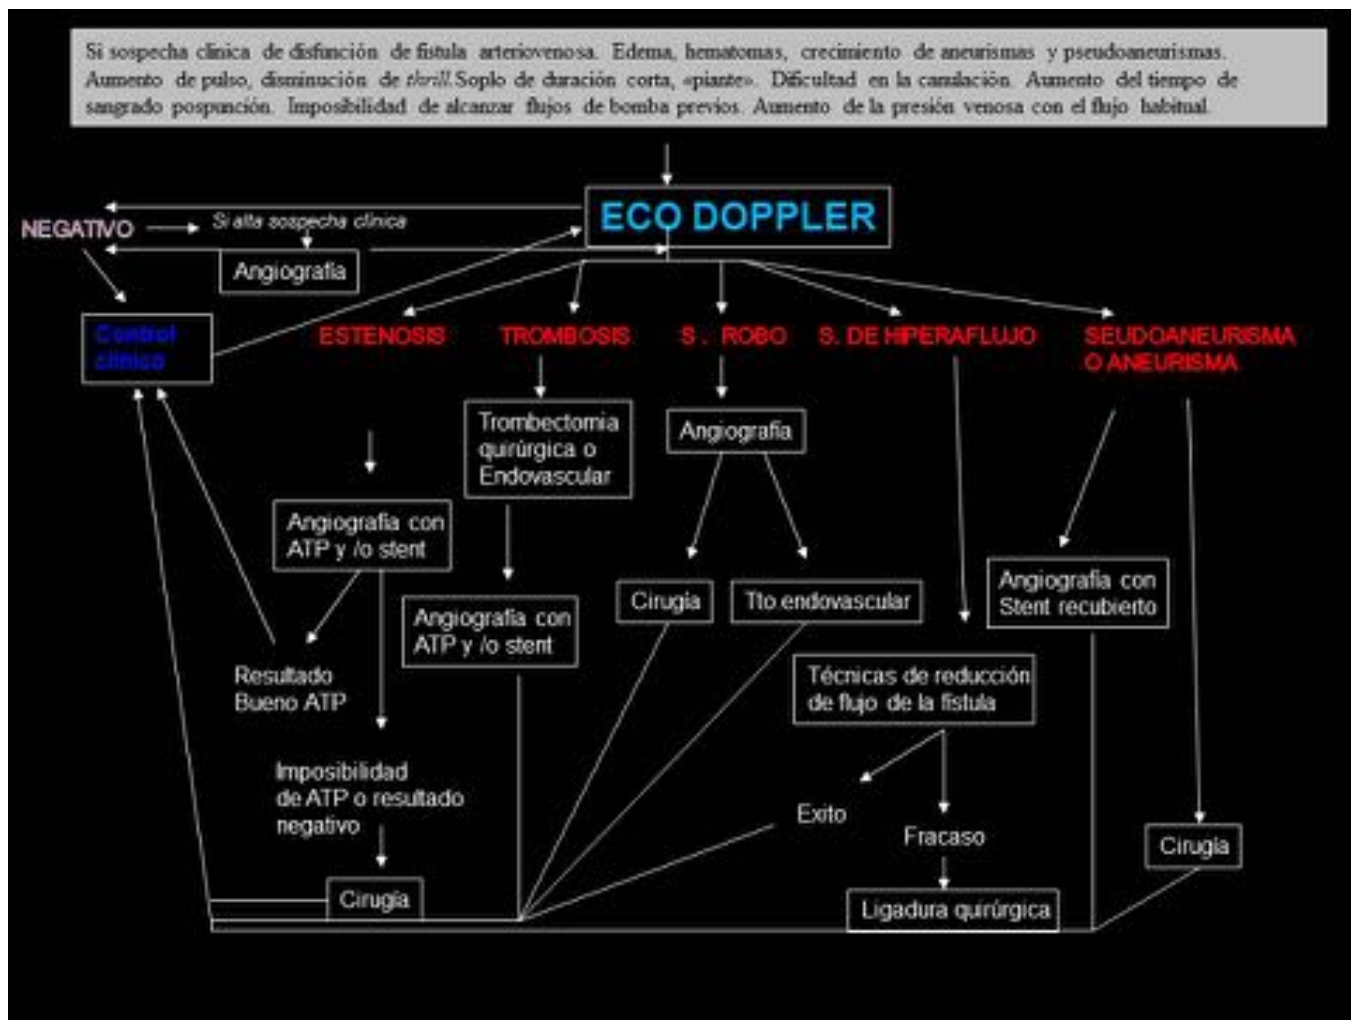 Si sospecha clinica de disfunción de fistula arteriovenosa. Edema, hematomas, crecimiento de aneurismas y pseudoaneurismas.
Aumento de pulso, disminución de thrill. Soplo de duración corta, «piante». Dificultad en la canulación. Aumento del tiempo de
sangrado pospunción. Imposibilidad de alcanzar flujos de bomba previos. Aumento de la presión venosa con el flujo habitual.
ECO DOPPLER
NEGATIVO
Si alta sospecha clínica
Angiografía
Control
clínico
ESTENOSIS
TROMBOSIS
S . ROBO
S. DE HIPERAFLUJO
SEUDOANEURISMA
O ANEURISMA
Trombectomia
quirúrgica o
Endovascular
Angiografía
Angiografía con
ATP y /o stent
Cirugía
Tto endovascular
Angiografía con
Stent recubierto
Angiografía con
ATP y /o stent
Resultado
Bueno ATP
Técnicas de reducción
de flujo de la fístula
Imposibilidad
de ATP o resultado
negativo
Exito
Fracaso
Cirugía
Cirugía
Ligadura quirúrgica